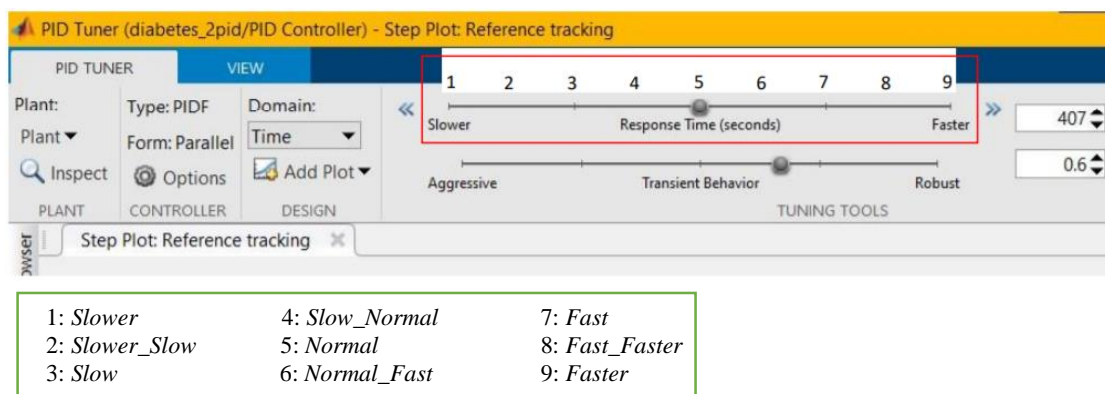 PID Tuner (diabetes_2pid/PID Controller) - Step Plot: Reference tracking
PID TUNER VIEW
1 2 3 4 5 6 7 8 9
Plant: Type: PIDF Domain:
Slower Response Time (seconds) Faster 407
Plant Form: Parallel Time
Inspect Options Add Plot
Aggressive Transient Behavior Robust 0.6
PLANT CONTROLLER DESIGN TUNING TOOLS
Step Plot: Reference tracking
owser
1: Slower 4: Slow_Normal 7: Fast
2: Slower_Slow 5: Normal 8: Fast_Faster
3: Slow 6: Normal_Fast 9: Faster